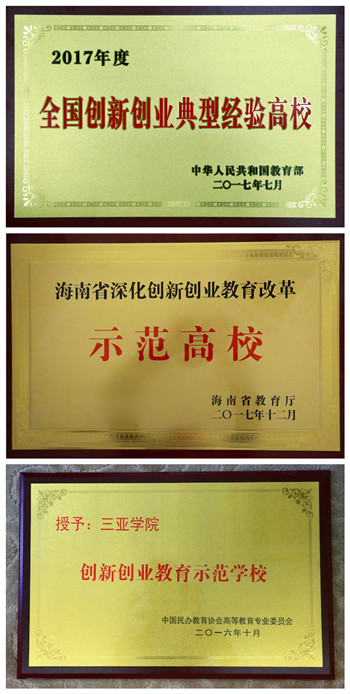 2017年度
全国创新创业典型经验高校
中华人民共和国教育部
二〇一七年七月
海南省深化创新创业教育改革
示范高校
海南省教育厅
二〇一七年十二月
授予：三亚学院
创新创业教育示范学校
中国民办教育协会高等教育专业委员会
二〇一六年十月